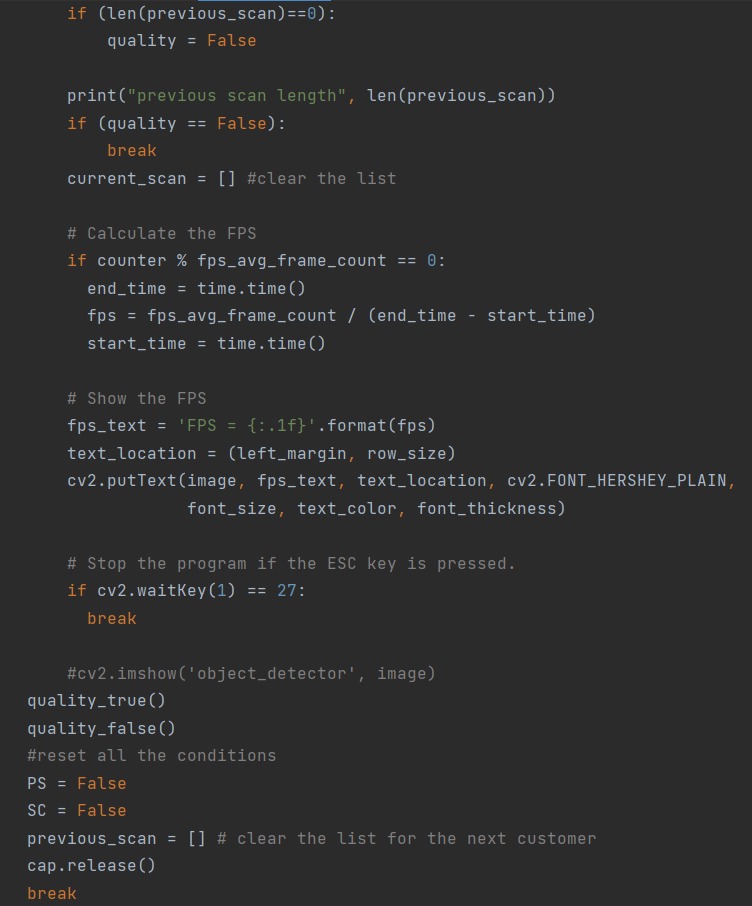 if (len(previous_scan)==0):
quality = False
print("previous scan length", len(previous_scan))
if (quality == False):
break
current_scan = [] #clear the list
# Calculate the FPS
if counter % fps_avg_frame_count == 0:
end_time = time.time()
fps = fps_avg_frame_count / (end_time - start_time)
start_time = time.time()
# Show the FPS
fps_text = 'FPS = {:.1f}'.format(fps)
text_location = (left_margin, row_size)
cv2.putText(image, fps_text, text_location, cv2.FONT_HERSHEY_PLAIN,
font_size, text_color, font_thickness)
# Stop the program if the ESC key is pressed.
if cv2.waitKey(1) == 27:
break
#cv2.imshow('object_detector', image)
quality_true()
quality_false()
#reset all the conditions
PS = False
SC = False
previous_scan = [] # clear the list for the next customer
cap.release()
break